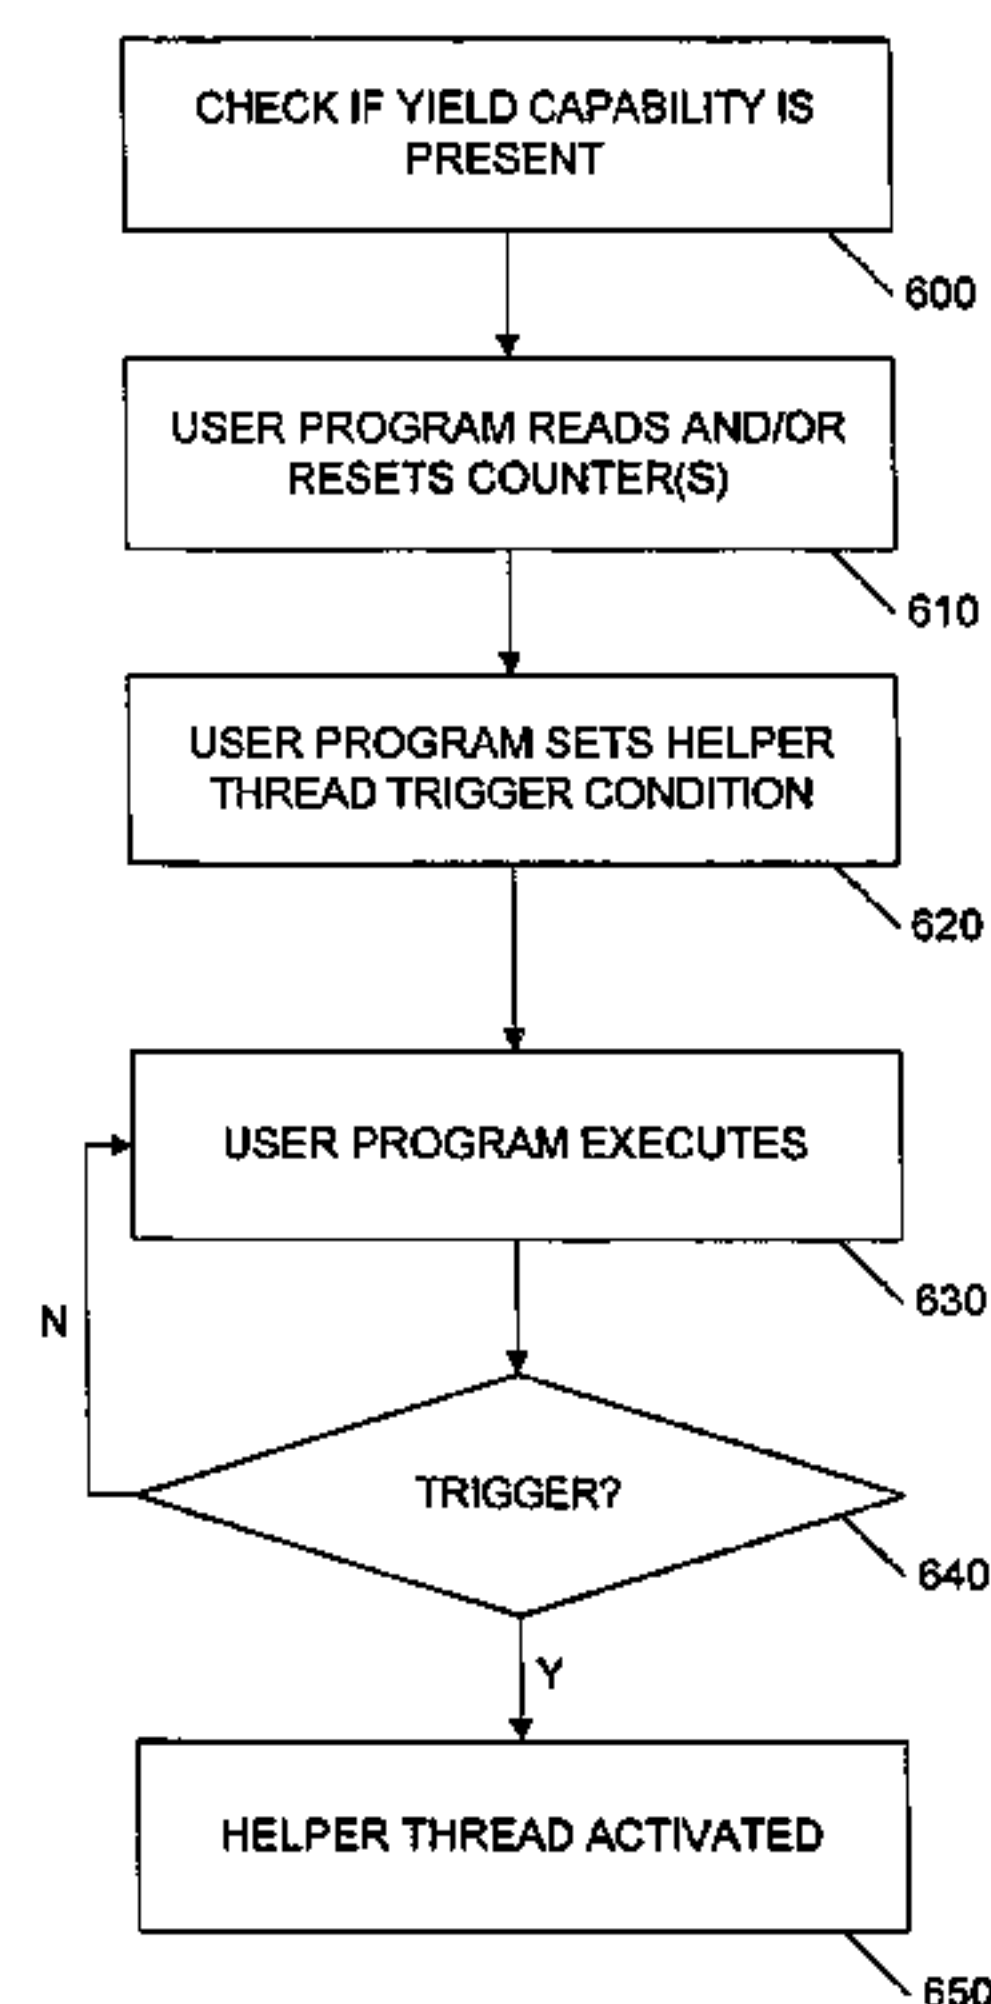 CHECK IF YIELD CAPABILITY IS
PRESENT
600
USER PROGRAM READS AND/OR
RESETS COUNTER(S)
610
USER PROGRAM SETS HELPER
THREAD TRIGGER CONDITION
620
USER PROGRAM EXECUTES
630
N
TRIGGER?
640
Y
HELPER THREAD ACTIVATED
650